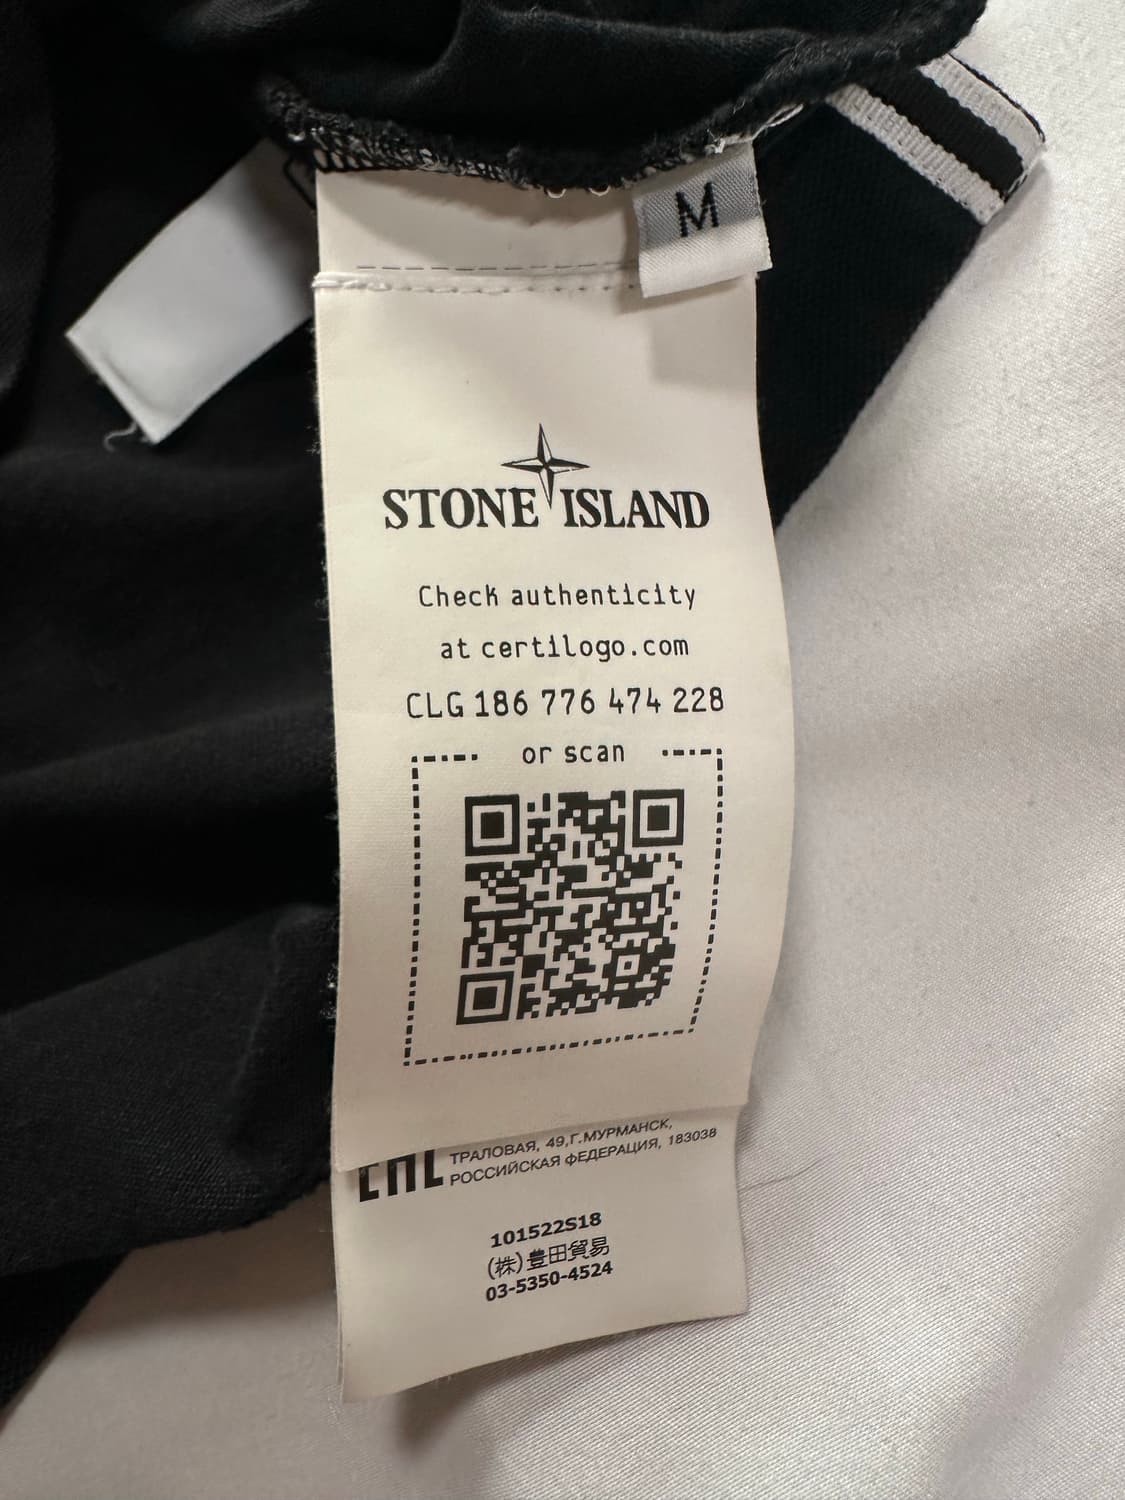 M
STONE ISLAND
Check authenticity
at certilogo.com
CLG 186 776 474 228
or scan
ТРАЛОВАЯ, 49,Г.МУРМАНСК,
РОССИЙСКАЯ ФЕДЕРАЦИЯ, 183038
101522S18
(株)豊田貿易
03-5350-4524